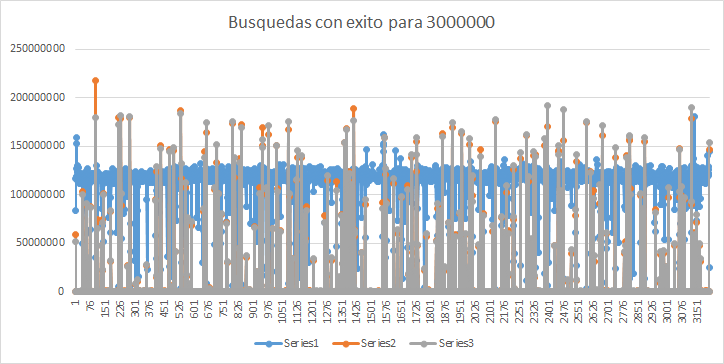 Busquedas con exito para 3000000
250000000
200000000
150000000
100000000
50000000
0
1 76 151 226 301 376 451 526 601 676 751 826 901 976 1051 1126 1201 1276 1351 1426 1501 1576 1651 1726 1801 1876 1951 2026 2101 2176 2251 2326 2401 2476 2551 2626 2701 2776 2851 2926 3001 3076 3151
Series1 Series2 Series3